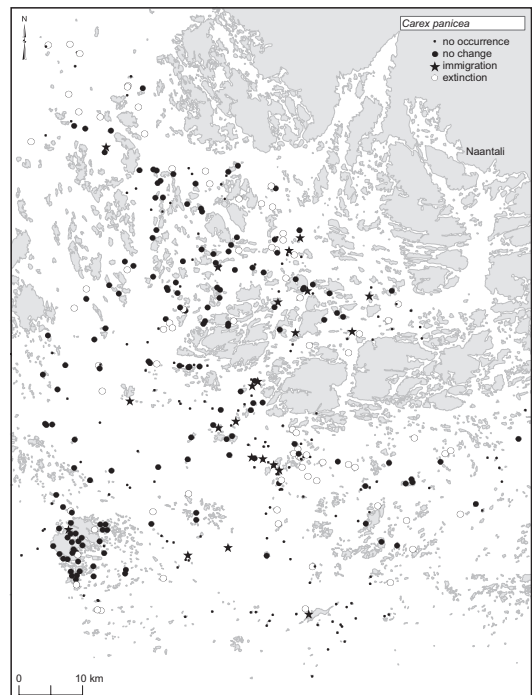 N
Carex panicea
no occurrence
no change
immigration
extinction
Naantali
0 10 km